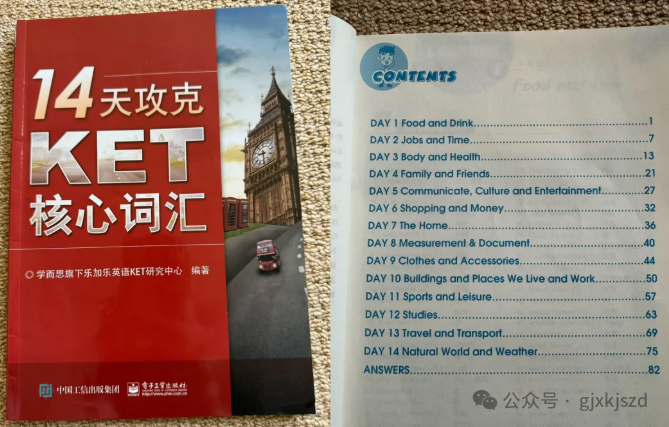 14天攻克
KET
核心词汇
学而思旗下乐加乐英语KET研究中心 编著
中国工信出版集团
电子工业出版社
http://www.phei.com.cn
CONTENTS
DAY 1 Food and Drink 1
DAY 2 Jobs and Time 7
DAY 3 Body and Health 13
DAY 4 Family and Friends 21
DAY 5 Communicate, Culture and Entertainment 27
DAY 6 Shopping and Money 32
DAY 7 The Home 36
DAY 8 Measurement & Document 40
DAY 9 Clothes and Accessories 44
DAY 10 Buildings and Places We Live and Work 50
DAY 11 Sports and Leisure 57
DAY 12 Studies 63
DAY 13 Travel and Transport 69
DAY 14 Natural World and Weather 75
ANSWERS 82
公众号 · gjxkjszd